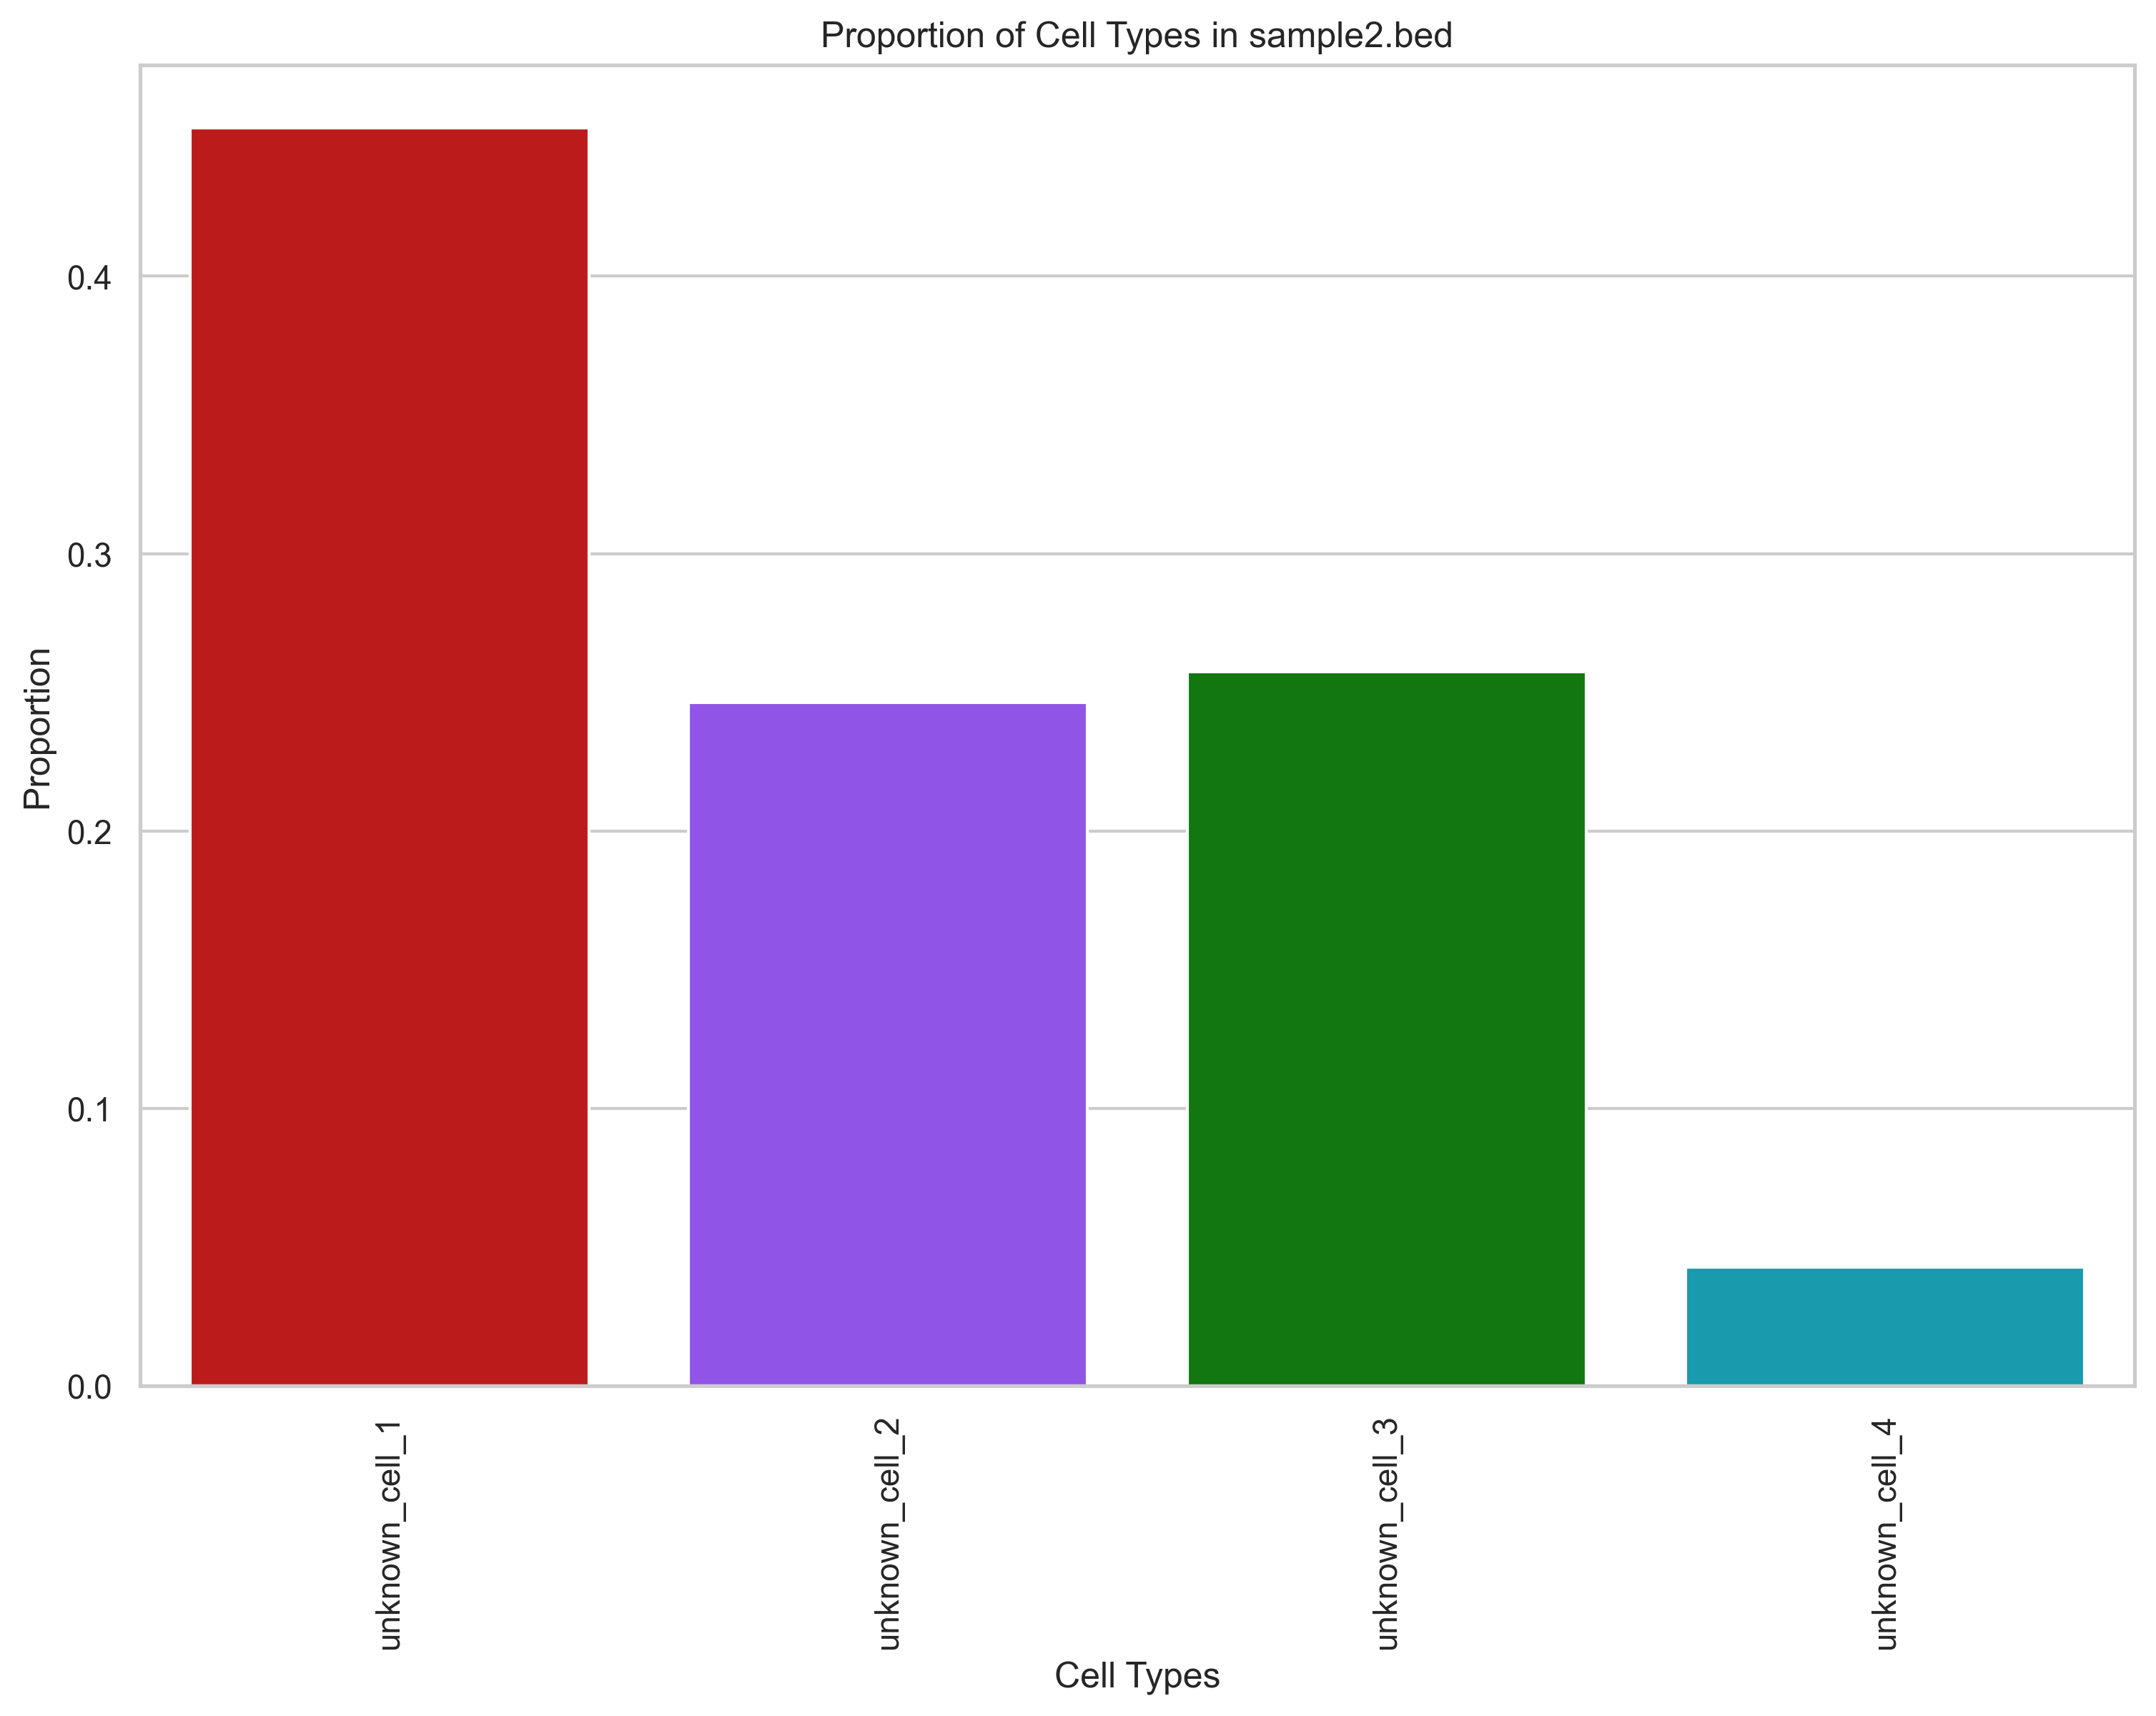 Proportion of Cell Types in sample2.bed
Proportion
0.4
0.3
0.2
0.1
0.0
unknown_cell_1
unknown_cell_2
unknown_cell_3
unknown_cell_4
Cell Types